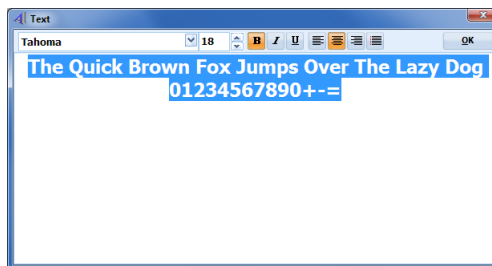 Text
Tahoma 18 B I U OK
The Quick Brown Fox Jumps Over The Lazy Dog
01234567890+-=